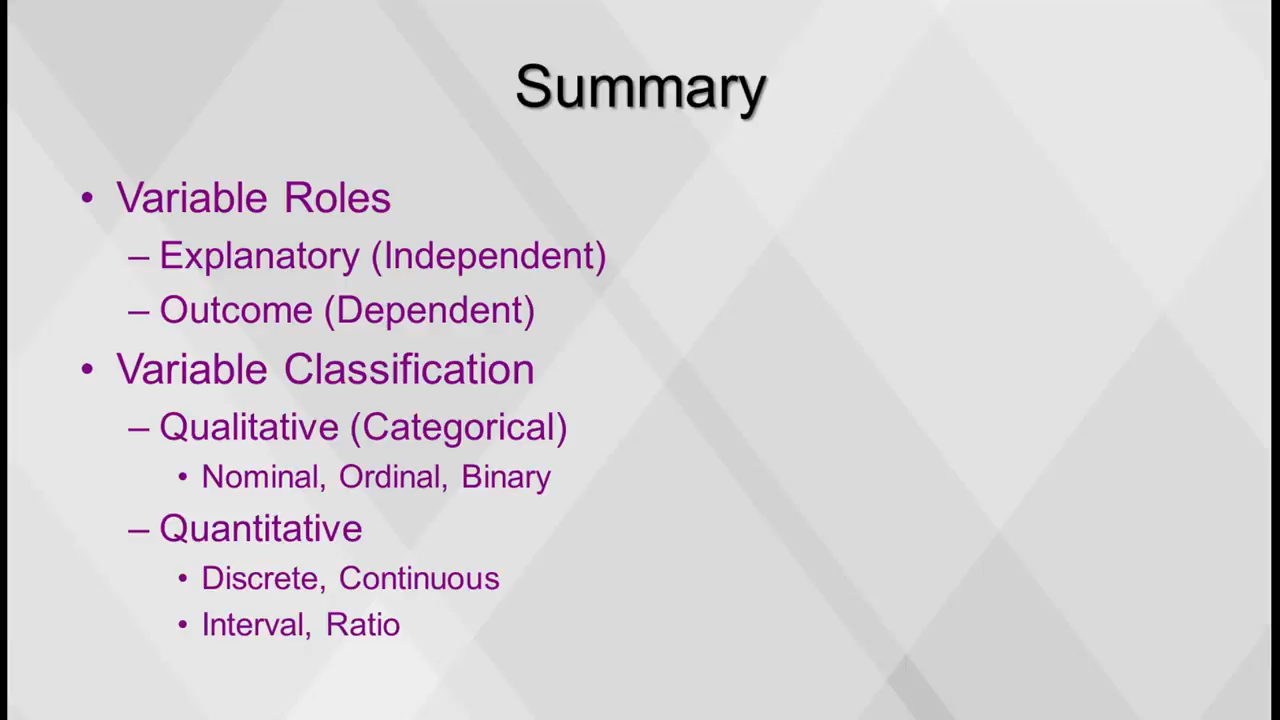 Summary
• Variable Roles
– Explanatory (Independent)
– Outcome (Dependent)
• Variable Classification
– Qualitative (Categorical)
• Nominal, Ordinal, Binary
– Quantitative
• Discrete, Continuous
• Interval, Ratio